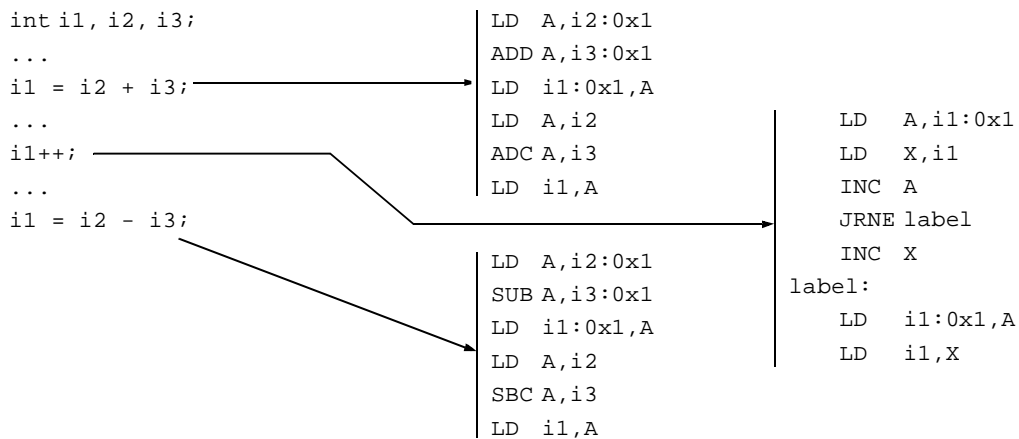 int i1, i2, i3;
...
i1 = i2 + i3;
...
i1++;
...
i1 = i2 - i3;
LD A,i2:0x1
ADD A,i3:0x1
LD i1:0x1,A
LD A,i2
ADC A,i3
LD i1,A
LD A,i1:0x1
LD X,i1
INC A
JRNE label
INC X
label:
LD i1:0x1,A
LD i1,X
LD A,i2:0x1
SUB A,i3:0x1
LD i1:0x1,A
LD A,i2
SBC A,i3
LD i1,A